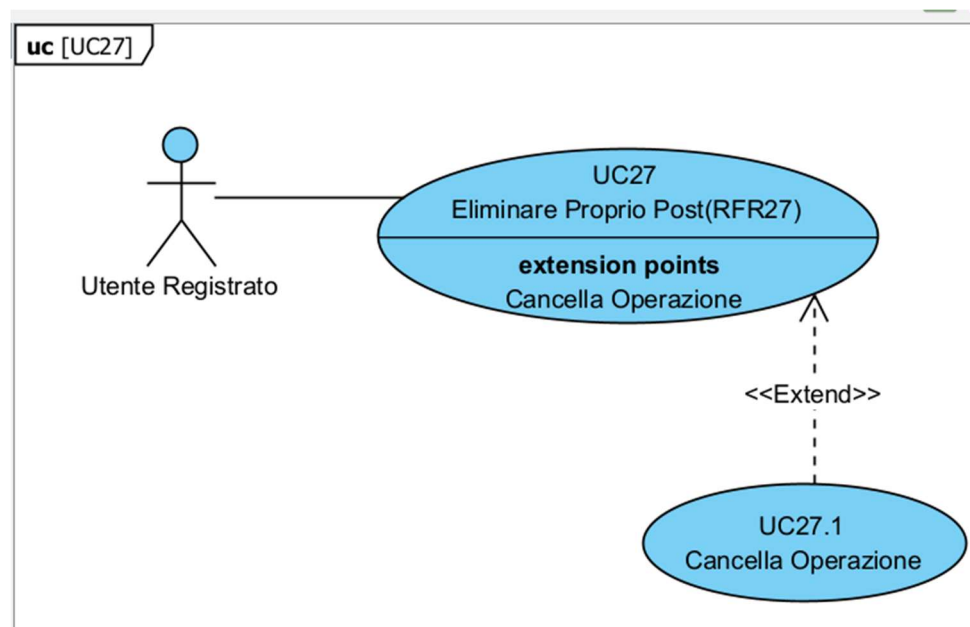 uc [UC27]
UC27
Eliminare Proprio Post(RFR27)
extension points
Cancella Operazione
Utente Registrato
<<Extend>>
UC27.1
Cancella Operazione